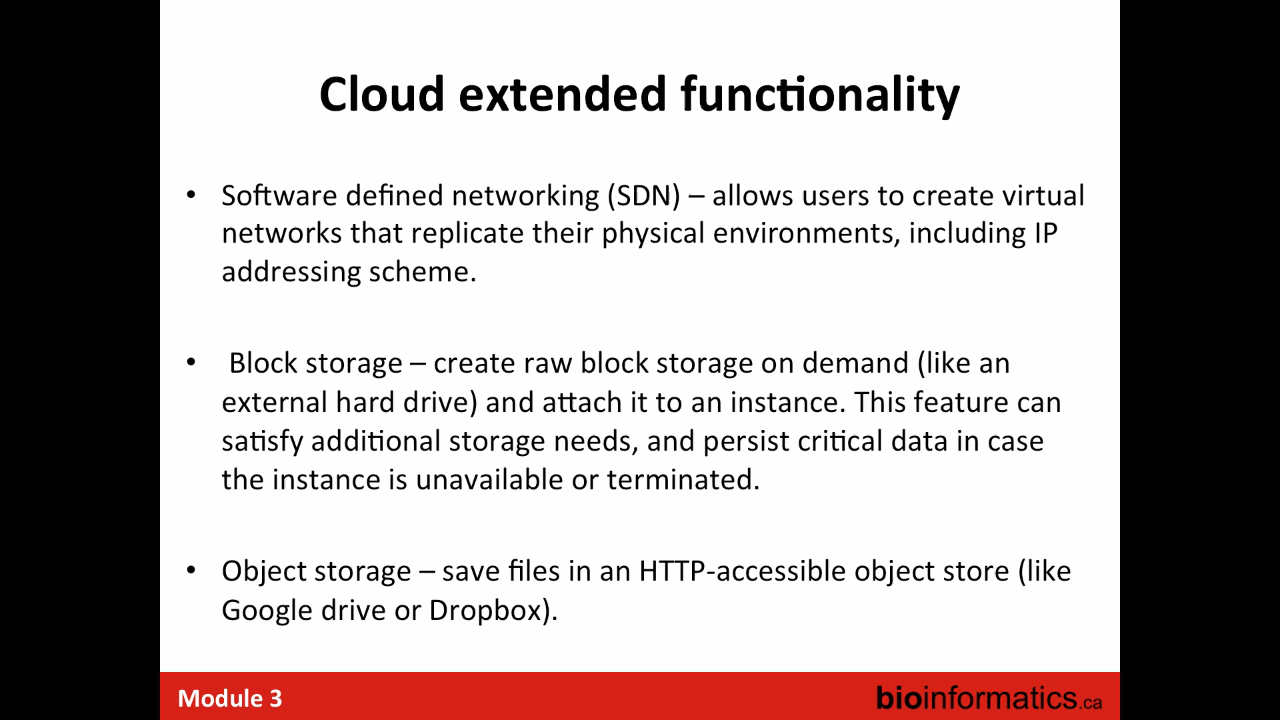 Cloud extended functionality
• Software defined networking (SDN) – allows users to create virtual
networks that replicate their physical environments, including IP
addressing scheme.
• Block storage – create raw block storage on demand (like an
external hard drive) and attach it to an instance. This feature can
satisfy additional storage needs, and persist critical data in case
the instance is unavailable or terminated.
• Object storage – save files in an HTTP-accessible object store (like
Google drive or Dropbox).
Module 3
bioinformatics.ca